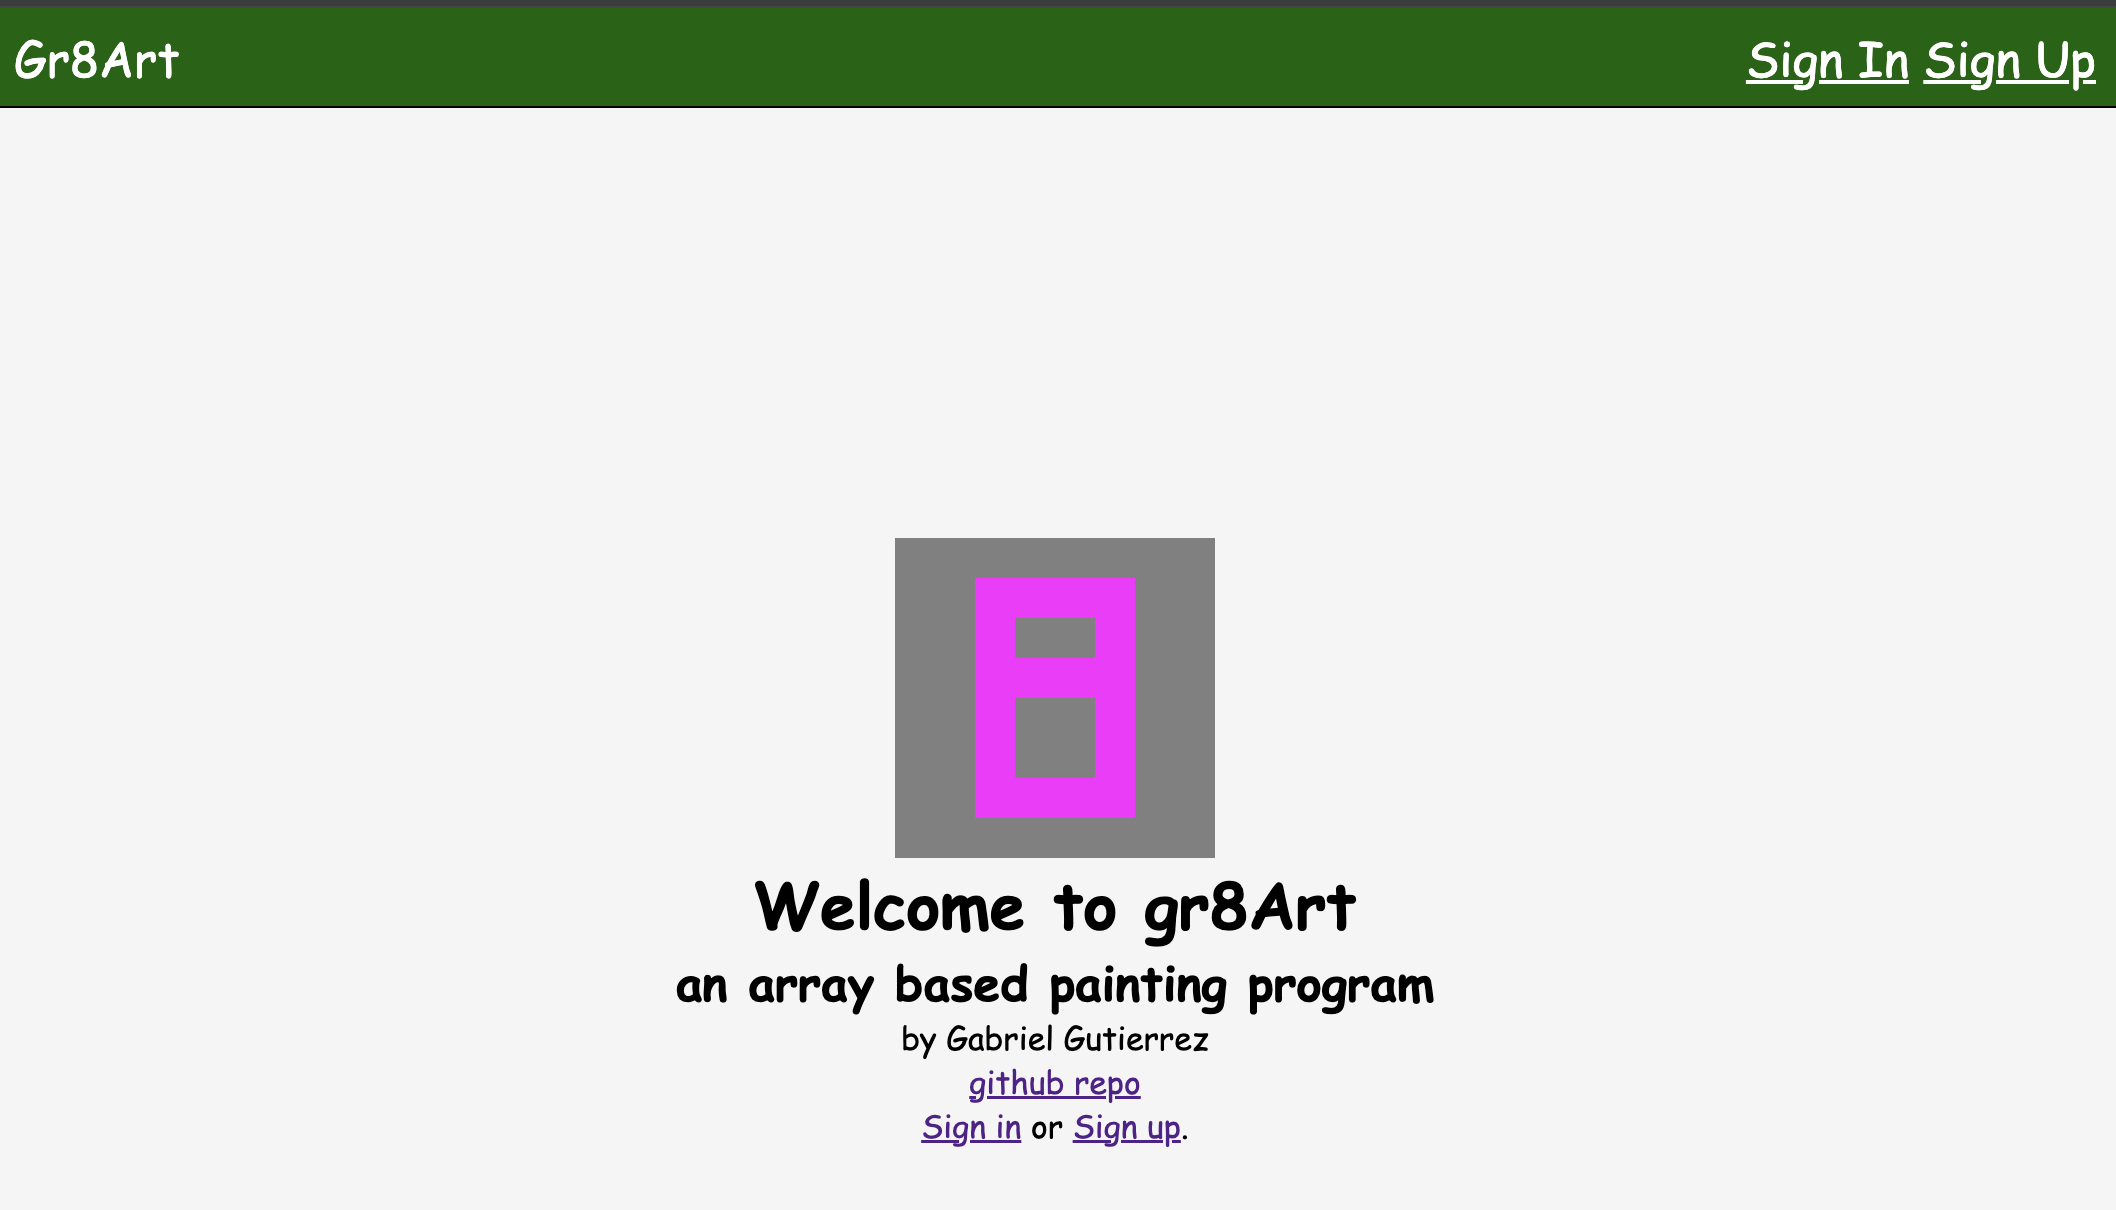 Gr8Art
Sign In Sign Up
8
Welcome to gr8Art
an array based painting program
by Gabriel Gutierrez
github repo
Sign in or Sign up.